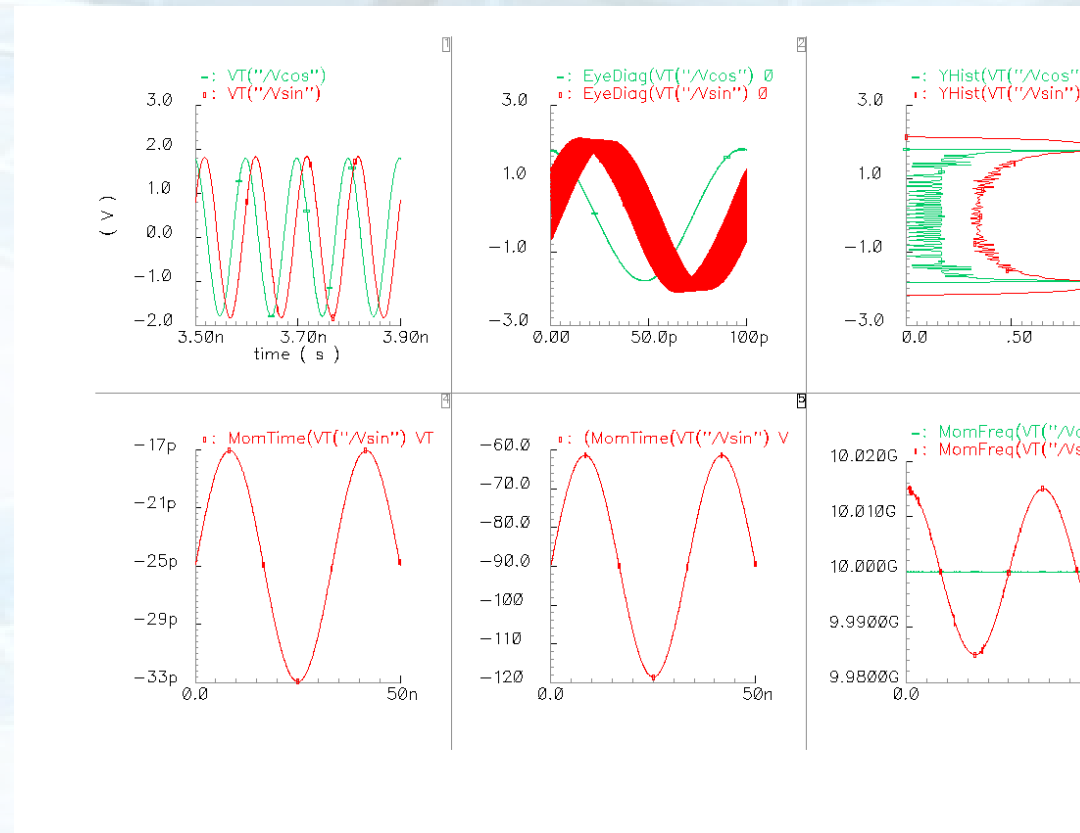 1
-: VT("/Vcos")
▫: VT("/Vsin")
3.0
2.0
1.0
0.0
-1.0
-2.0
( V )
3.50n 3.70n 3.90n
time ( s )
2
-: EyeDiag(VT("/Vcos") 0
▫: EyeDiag(VT("/Vsin") 0
3.0
1.0
-1.0
-3.0
0.00 50.0p 100p
-: YHist(VT("/Vcos"
▫: YHist(VT("/Vsin")
3.0
1.0
-1.0
-3.0
0.0 .50
4
▫: MomTime(VT("/Vsin") VT
-17p
-21p
-25p
-29p
-33p
0.0 50n
5
▫: (MomTime(VT("/Vsin") V
-60.0
-70.0
-80.0
-90.0
-100
-110
-120
0.0 50n
-: MomFreq(VT("/Vc
▫: MomFreq(VT("/Vs
10.020G
10.010G
10.000G
9.9900G
9.9800G
0.0